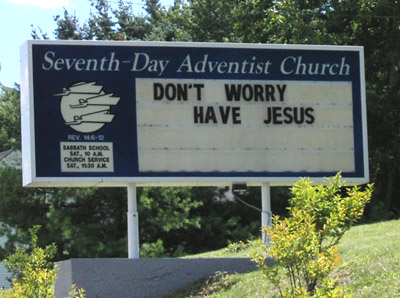 Seventh-Day Adventist Church
DON'T WORRY
HAVE JESUS
REV. 14:6-12
SABBATH SCHOOL
SAT., 10 A.M.
CHURCH SERVICE
SAT., 11:20 A.M.